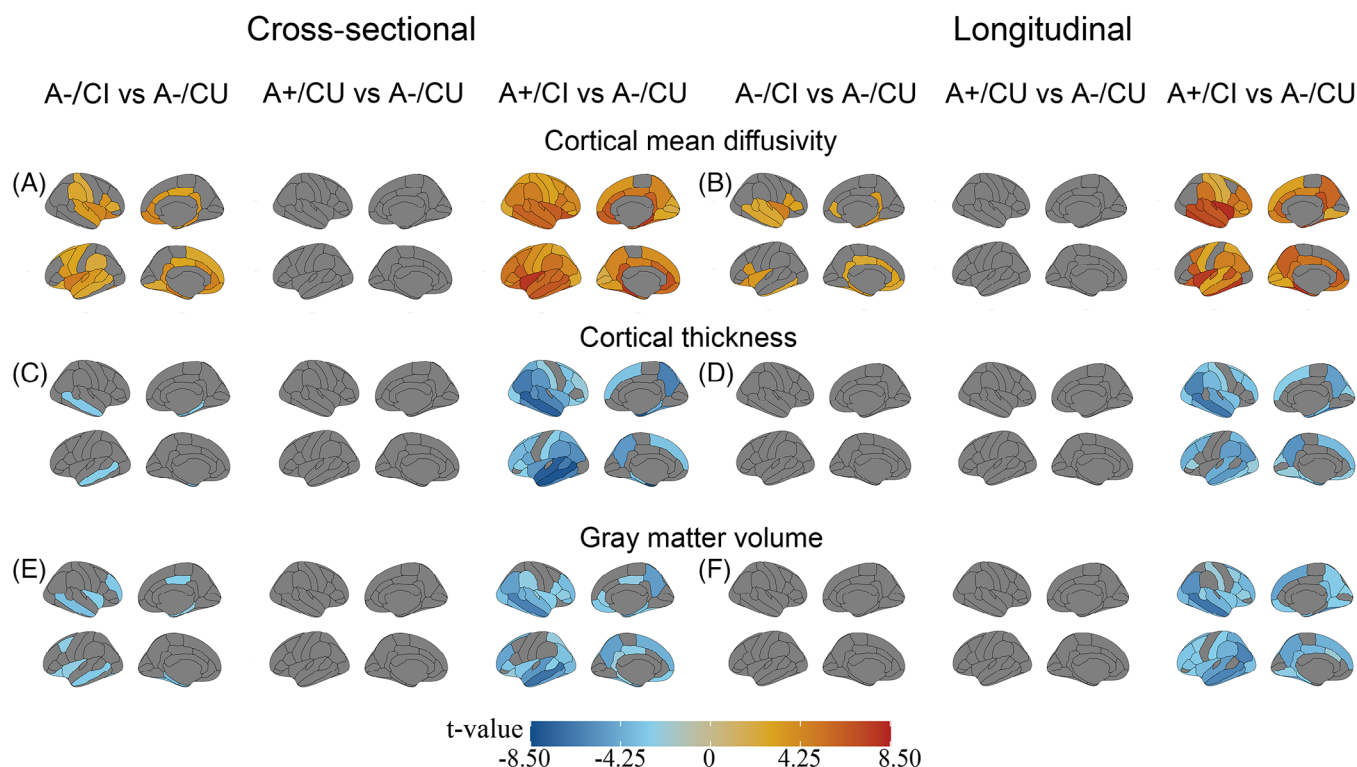 Cross-sectional Longitudinal
A-/CI vs A-/CU A+/CU vs A-/CU A+/CI vs A-/CU A-/CI vs A-/CU A+/CU vs A-/CU A+/CI vs A-/CU
Cortical mean diffusivity
(A) (B)
Cortical thickness
(C) (D)
Gray matter volume
(E) (F)
t-value
-8.50 -4.25 0 4.25 8.50